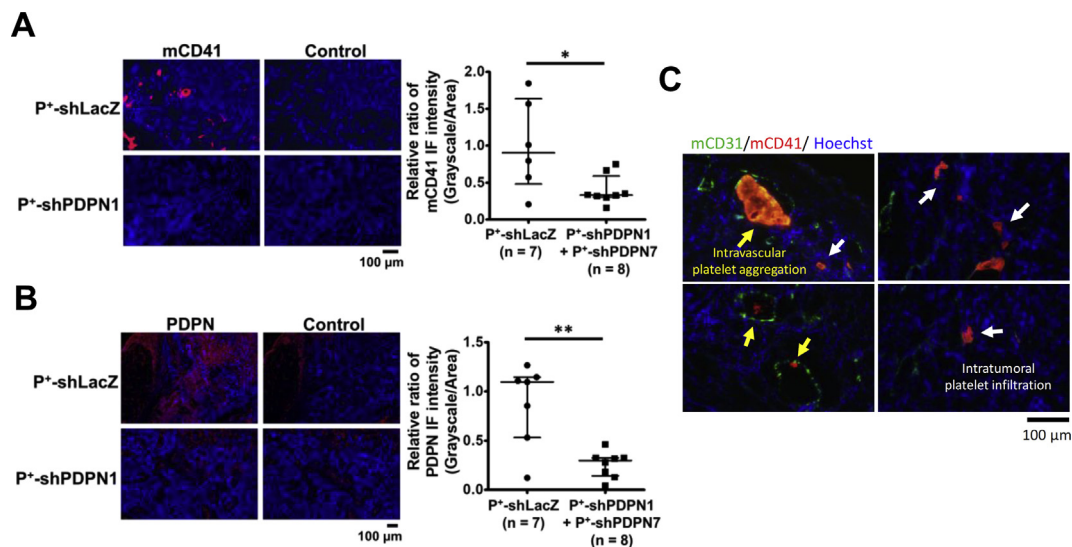 A
mCD41
Control
P⁺-shLacZ
P⁺-shPDPN1
100 µm
Relative ratio of
mCD41 IF intensity
(Grayscale/Area)
2.0
1.5
1.0
0.5
0.0
*
P⁺-shLacZ
(n = 7)
P⁺-shPDPN1
+ P⁺-shPDPN7
(n = 8)
B
PDPN
Control
P⁺-shLacZ
P⁺-shPDPN1
100 µm
Relative ratio of
PDPN IF intensity
(Grayscale/Area)
1.5
1.0
0.5
0.0
**
P⁺-shLacZ
(n = 7)
P⁺-shPDPN1
+ P⁺-shPDPN7
(n = 8)
C
mCD31/mCD41/ Hoechst
Intravascular
platelet aggregation
Intratumoral
platelet infiltration
100 µm